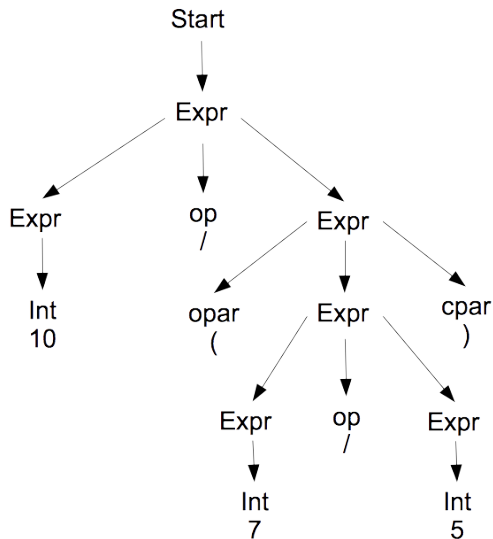 Start
Expr
Expr
op
/
Expr
Int
10
opar
(
Expr
cpar
)
Expr
op
/
Expr
Int
7
Int
5